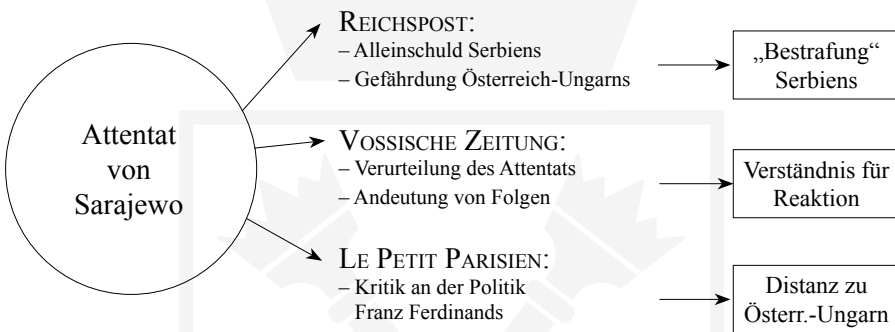 Attentat
von
Sarajewo
REICHSPOST:
– Alleinschuld Serbiens
– Gefährdung Österreich-Ungarns
„Bestrafung“
Serbiens
VOSSISCHE ZEITUNG:
– Verurteilung des Attentats
– Andeutung von Folgen
Verständnis für
Reaktion
LE PETIT PARISIEN:
– Kritik an der Politik
Franz Ferdinands
Distanz zu
Österr.-Ungarn